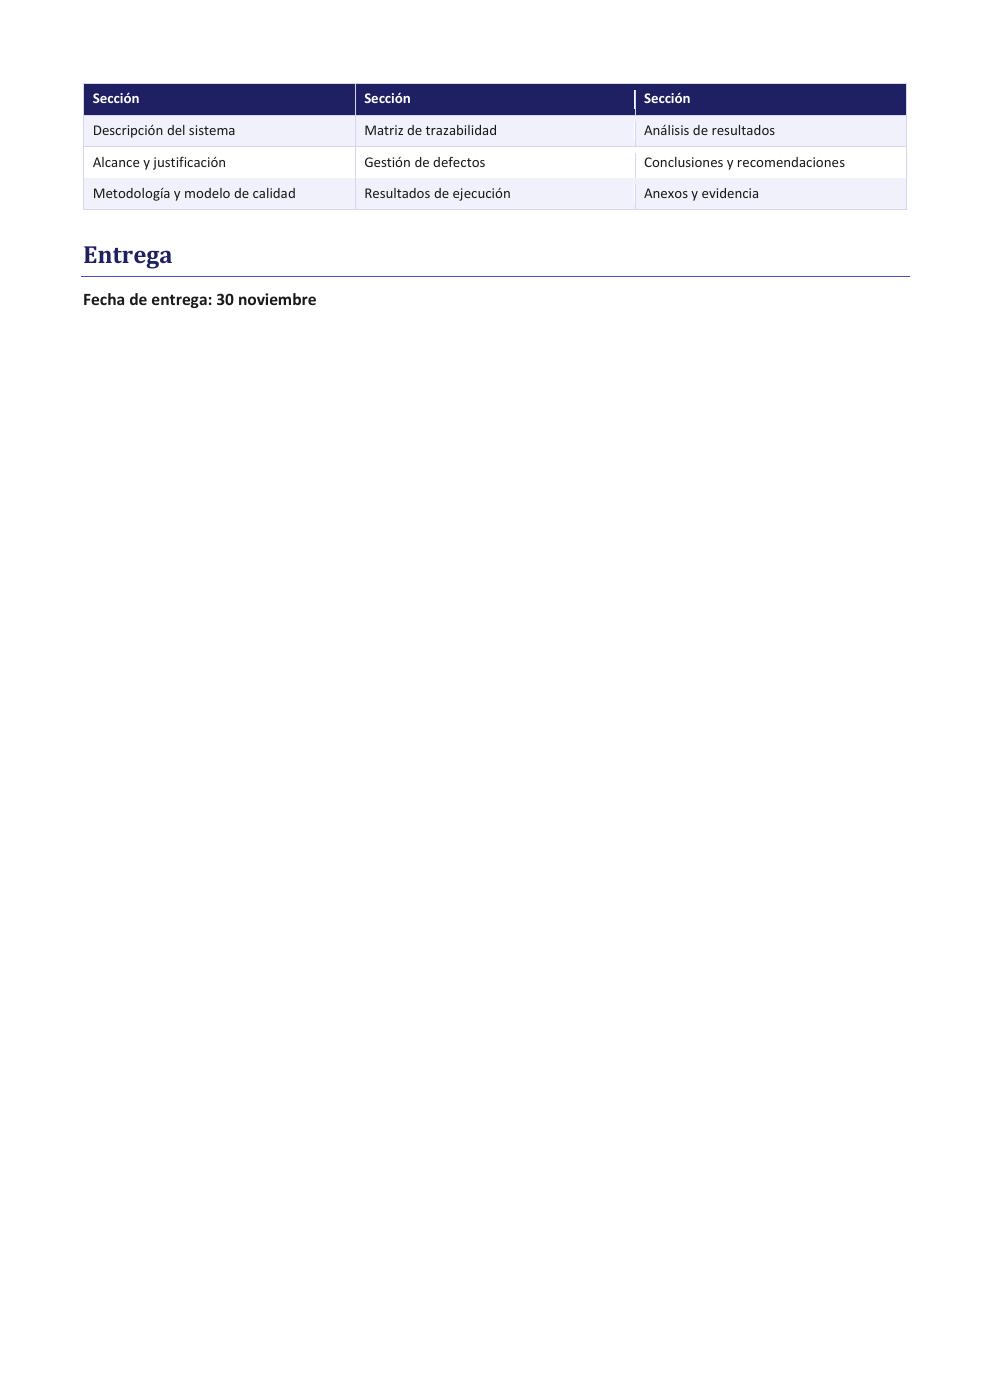 Sección Sección Sección
Descripción del sistema Matriz de trazabilidad Análisis de resultados
Alcance y justificación Gestión de defectos Conclusiones y recomendaciones
Metodología y modelo de calidad Resultados de ejecución Anexos y evidencia
Entrega
Fecha de entrega: 30 noviembre